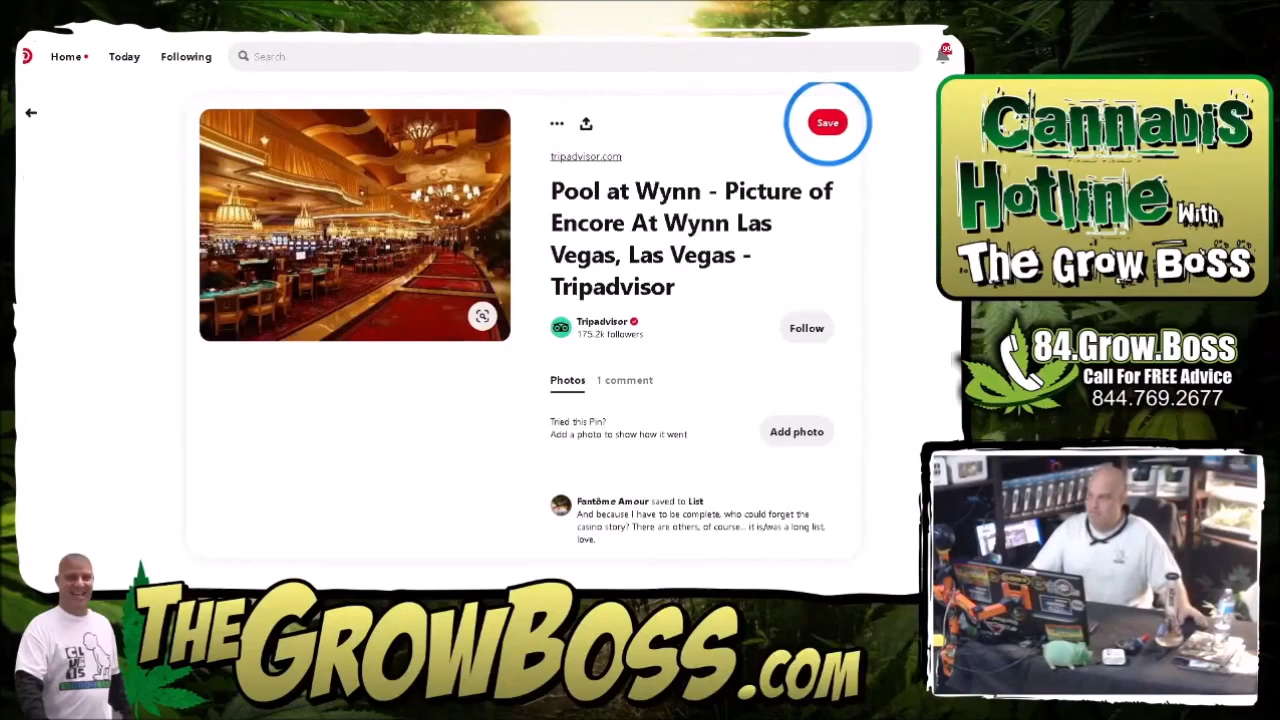 Home
Today
Following
Search
99
Save
tripadvisor.com
Pool at Wynn - Picture of
Encore At Wynn Las
Vegas, Las Vegas -
Tripadvisor
Tripadvisor
175.2k followers
Follow
Photos
1 comment
Tried this Pin?
Add a photo to show how it went
Add photo
Fantôme Amour saved to List
And because I have to be complete, who could forget the
casino story? There are others, of course... it is/was a long list,
love.
Cannabis
Hotline With
The Grow Boss
84.Grow.Boss
Call For FREE Advice
844.769.2677
TheGrowBoss.com